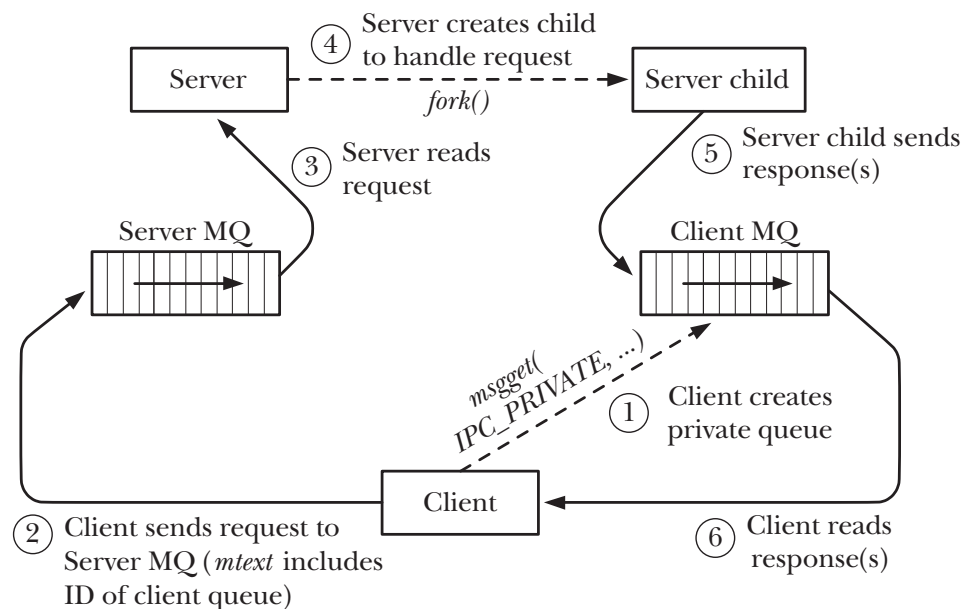 4 Server creates child
to handle request
Server
Server child
fork()
3 Server reads
request
5 Server child sends
response(s)
Server MQ
Client MQ
msgget(
IPC_PRIVATE, ...)
1 Client creates
private queue
Client
2 Client sends request to
Server MQ (mtext includes
ID of client queue)
6 Client reads
response(s)